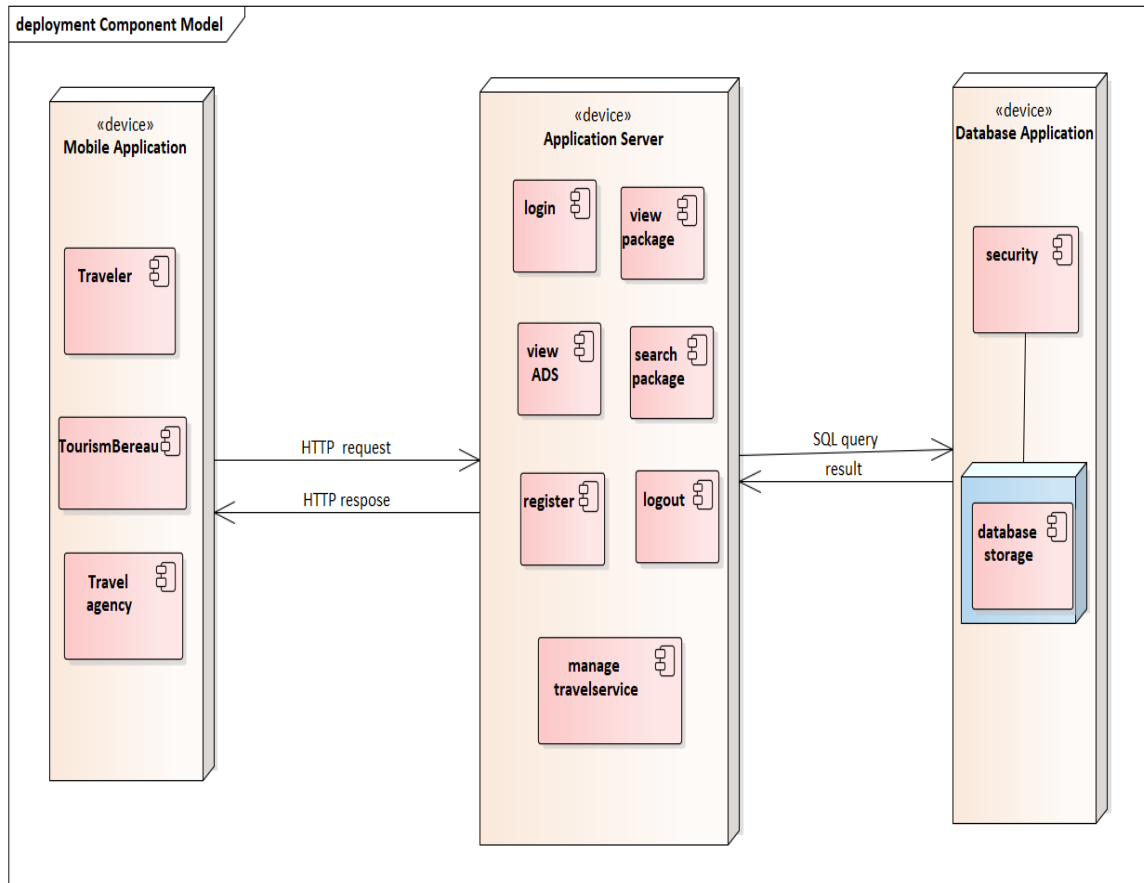 deployment Component Model
«device»
Mobile Application
Traveler
TourismBereau
Travel
agency
HTTP  request
HTTP respose
«device»
Application Server
login
view
package
view
ADS
search
package
register
logout
manage
travelservice
SQL query
result
«device»
Database Application
security
database
storage